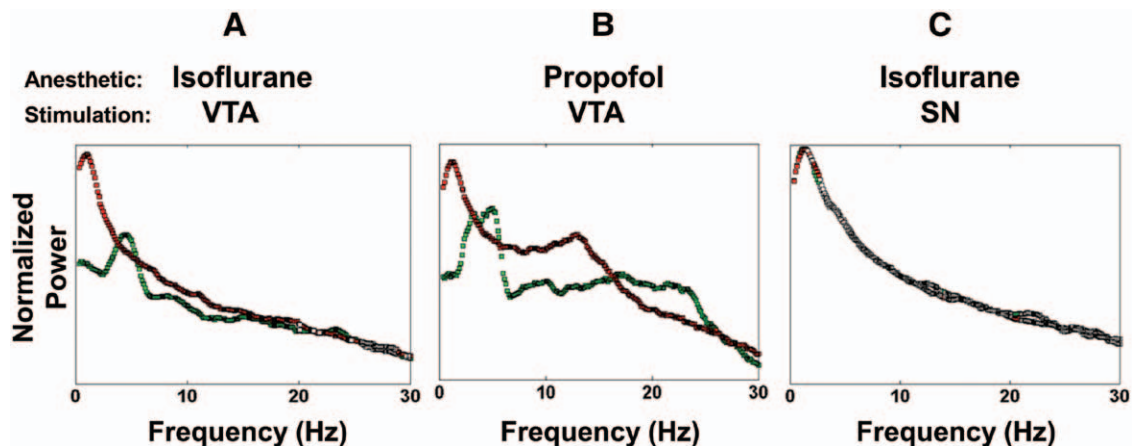 A B C
Anesthetic: Isoflurane Propofol Isoflurane
Stimulation: VTA VTA SN
Normalized
Power
0 10 20 30 0 10 20 30 0 10 20 30
Frequency (Hz) Frequency (Hz) Frequency (Hz)